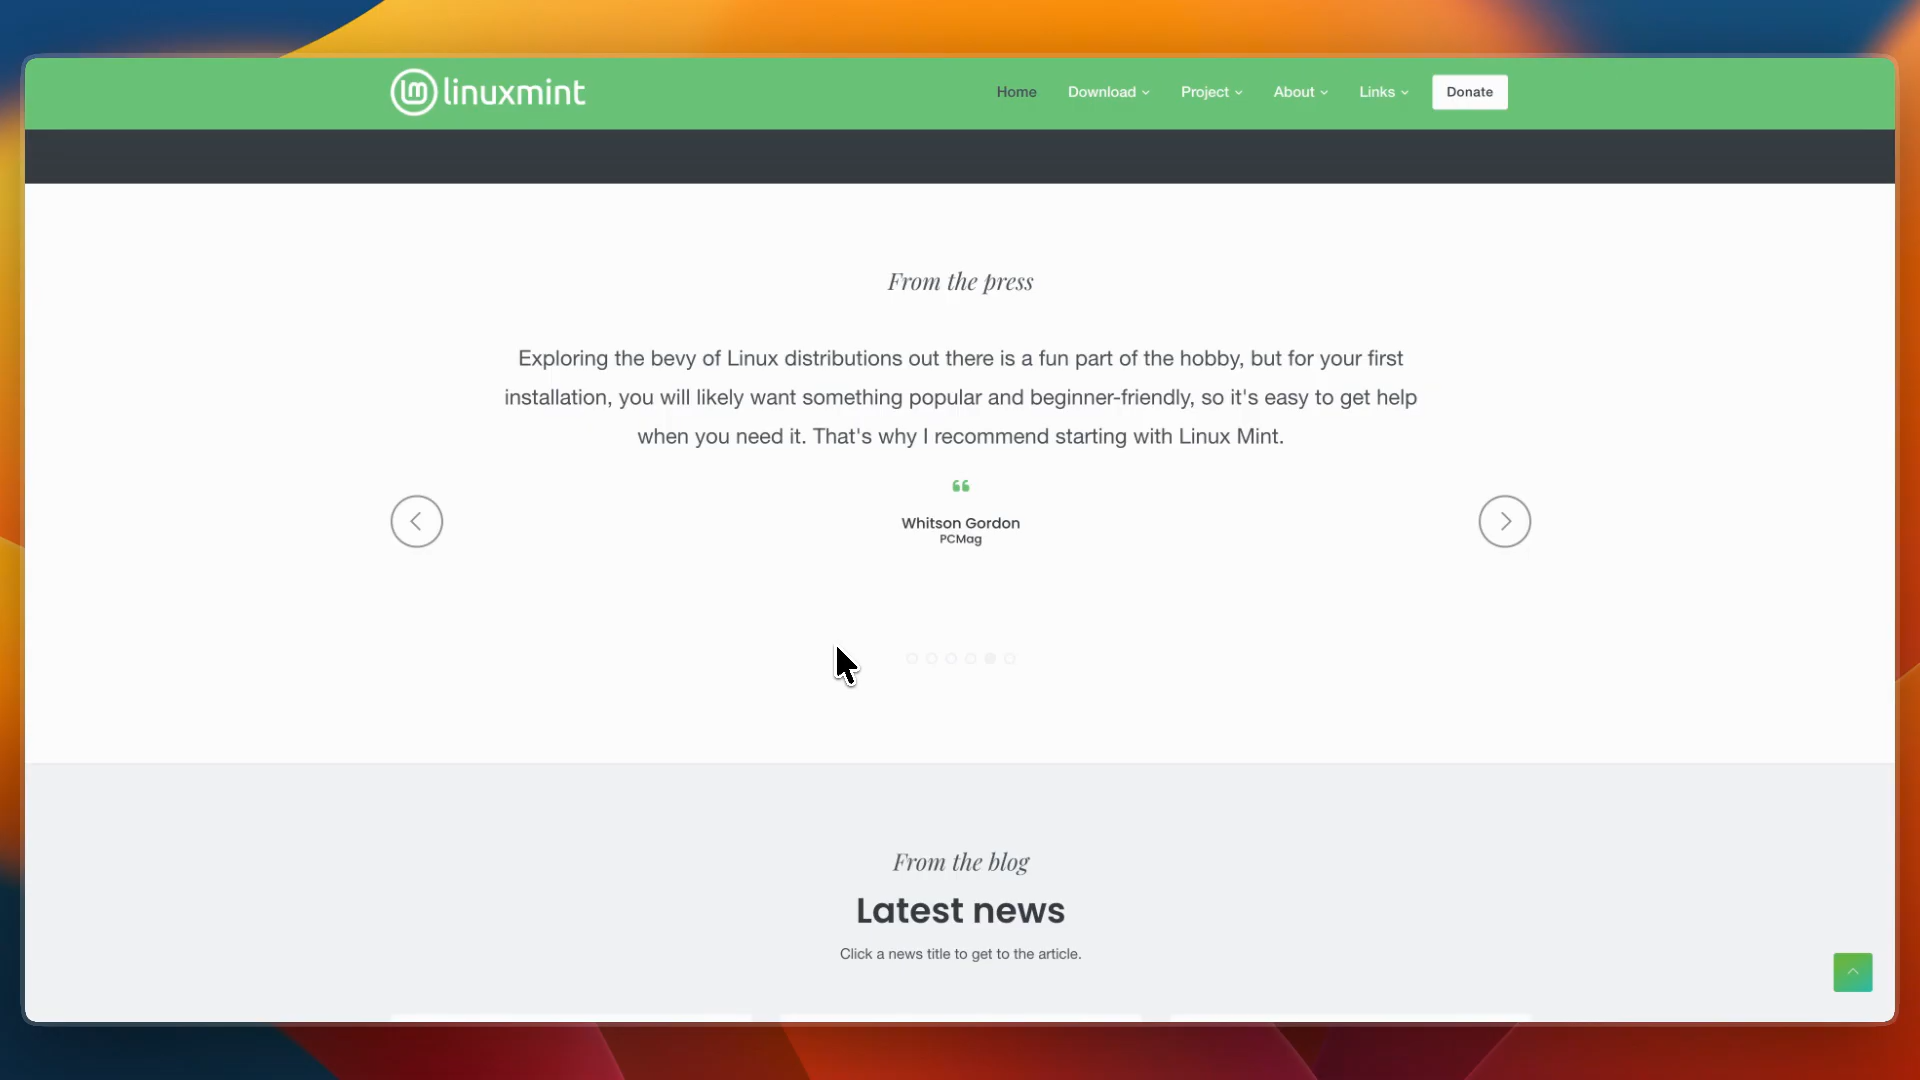 linuxmint
Home Download Project About Links Donate
From the press
Exploring the bevy of Linux distributions out there is a fun part of the hobby, but for your first
installation, you will likely want something popular and beginner-friendly, so it's easy to get help
when you need it. That's why I recommend starting with Linux Mint.
Whitson Gordon
PCMag
From the blog
Latest news
Click a news title to get to the article.